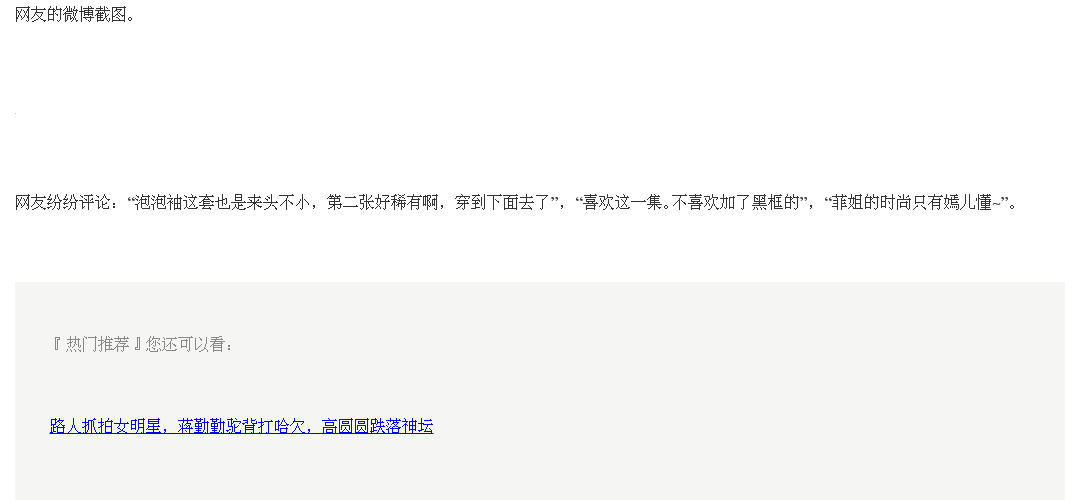 网友的微博截图。
网友纷纷评论：“泡泡袖这套也是来头不小，第二张好稀有啊，穿到下面去了”，“喜欢这一集。不喜欢加了黑框的”，“菲姐的时尚只有嫣儿懂~”。
『热门推荐』您还可以看：
路人抓拍女明星，蒋勤勤驼背打哈欠，高圆圆跌落神坛